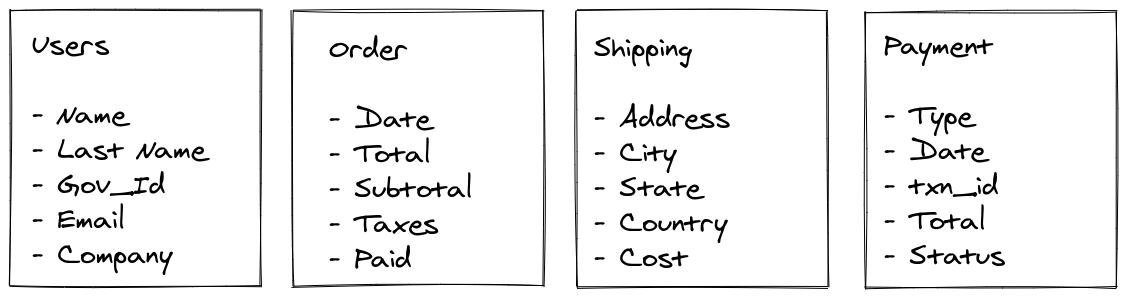 Users
- Name
- Last Name
- Gov_Id
- Email
- Company
Order
- Date
- Total
- Subtotal
- Taxes
- Paid
Shipping
- Address
- City
- State
- Country
- Cost
Payment
- Type
- Date
- txn_id
- Total
- Status